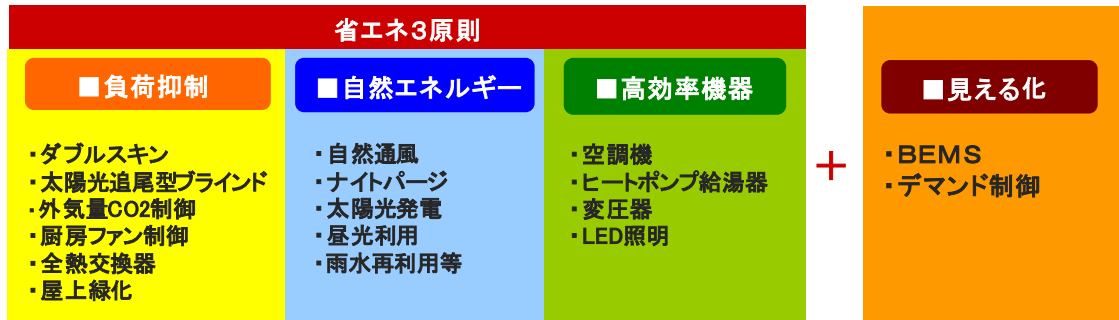 省エネ3原則
■負荷抑制
・ダブルスキン
・太陽光追尾型ブラインド
・外気量CO2制御
・厨房ファン制御
・全熱交換器
・屋上緑化
■自然エネルギー
・自然通風
・ナイトパージ
・太陽光発電
・昼光利用
・雨水再利用等
■高効率機器
・空調機
・ヒートポンプ給湯器
・変圧器
・LED照明
+
■見える化
・BEMS
・デマンド制御